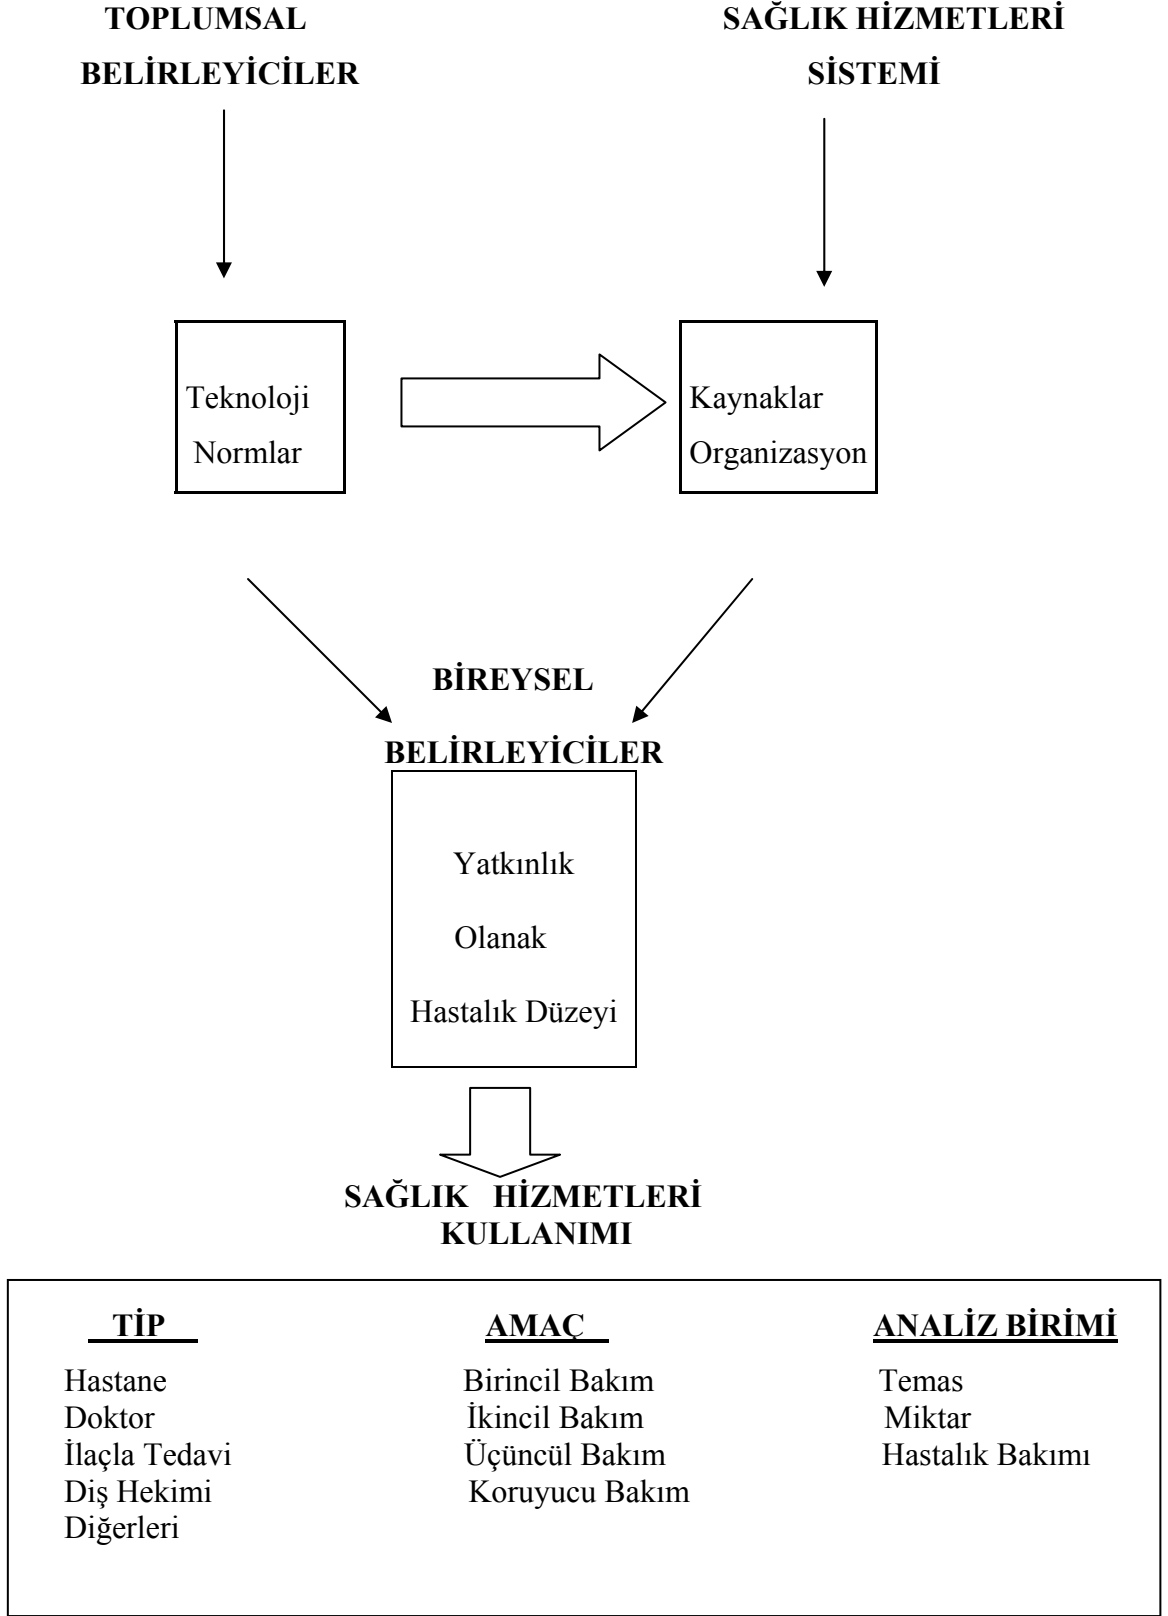 TOPLUMSAL
BELİRLEYİCİLER
SAĞLIK HİZMETLERİ
SİSTEMİ
Teknoloji
Normlar
Kaynaklar
Organizasyon
BİREYSEL
BELİRLEYİCİLER
Yatkınlık
Olanak
Hastalık Düzeyi
SAĞLIK HİZMETLERİ
KULLANIMI
TİP
Hastane
Doktor
İlaçla Tedavi
Diş Hekimi
Diğerleri
AMAÇ
Birincil Bakım
İkincil Bakım
Üçüncül Bakım
Koruyucu Bakım
ANALİZ BİRİMİ
Temas
Miktar
Hastalık Bakımı